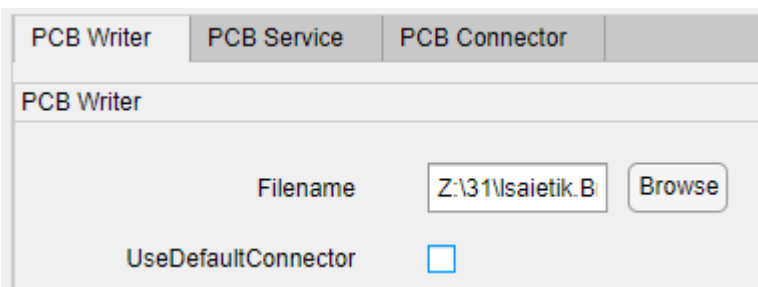 PCB Writer PCB Service PCB Connector
PCB Writer
Filename Z:\31\Isaietik.B Browse
UseDefaultConnector